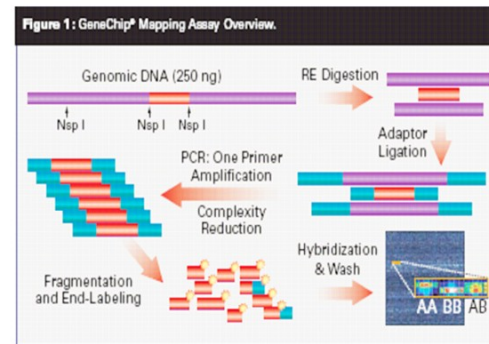 Figure 1: GeneChip® Mapping Assay Overview.
Genomic DNA (250 ng)
RE Digestion
Nsp I
Nsp I
Nsp I
Adaptor
Ligation
PCR: One Primer
Amplification
Complexity
Reduction
Hybridization
& Wash
Fragmentation
and End-Labeling
AA BB AB